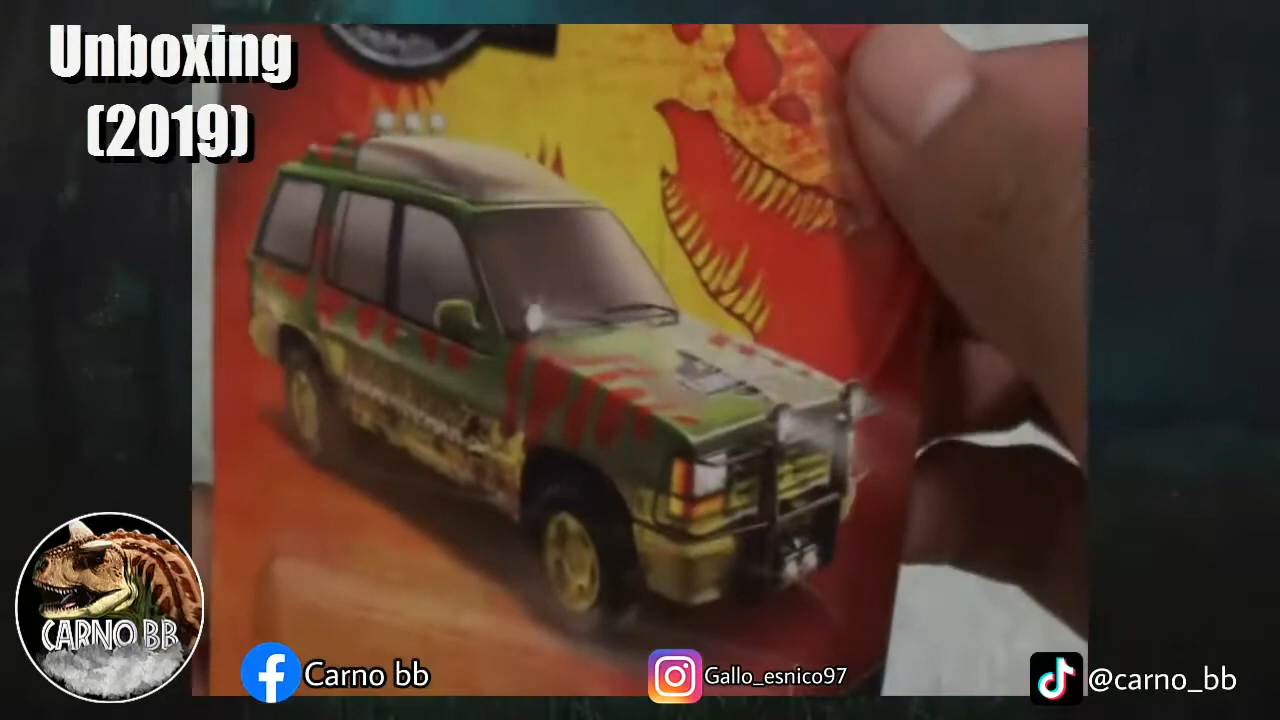 Unboxing
(2019)
CARNO BB
Carno bb
Gallo_esnico97
@carno_bb